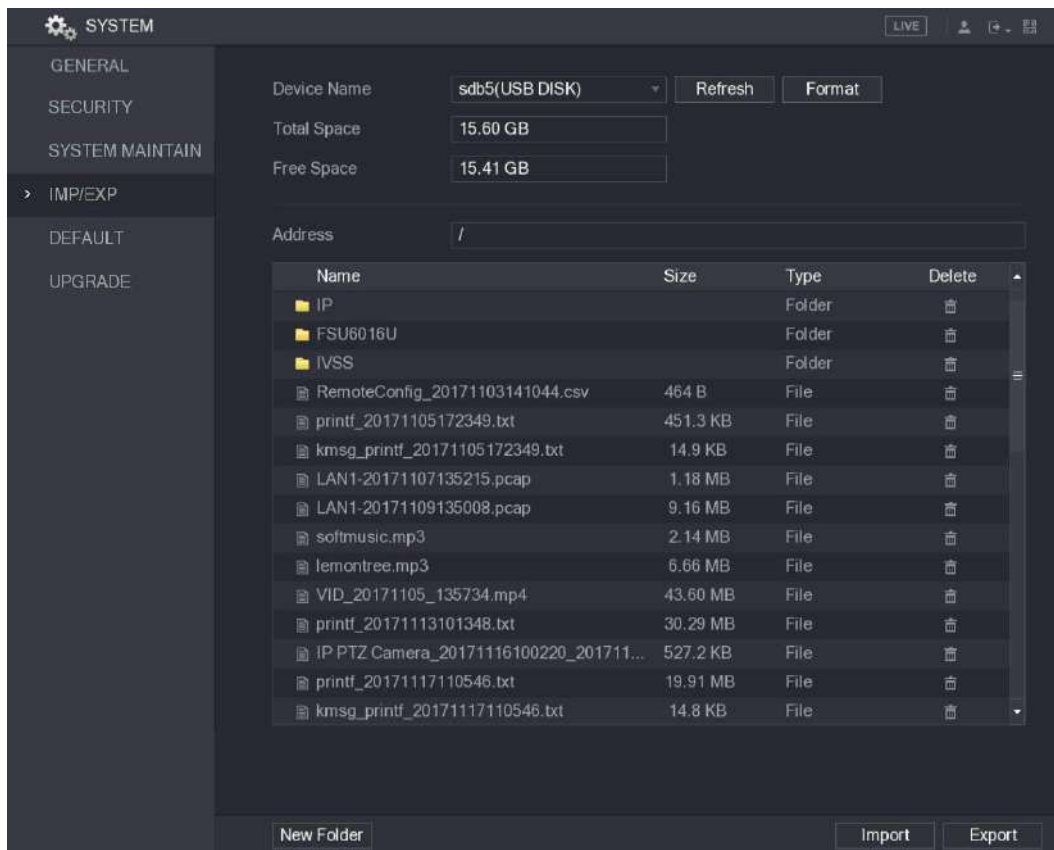 SYSTEM
LIVE
GENERAL
SECURITY
SYSTEM MAINTAIN
IMP/EXP
DEFAULT
UPGRADE
Device Name sdb5(USB DISK) Refresh Format
Total Space 15.60 GB
Free Space 15.41 GB
Address /
Name Size Type Delete
IP Folder
FSU6016U Folder
IVSS Folder
RemoteConfig_20171103141044.csv 464 B File
printf_20171105172349.txt 451.3 KB File
kmsg_printf_20171105172349.txt 14.9 KB File
LAN1-20171107135215.pcap 1.18 MB File
LAN1-20171109135008.pcap 9.16 MB File
softmusic.mp3 2.14 MB File
lemontree.mp3 6.66 MB File
VID_20171105_135734.mp4 43.60 MB File
printf_20171113101348.txt 30.29 MB File
IP PTZ Camera_20171116100220_201711... 527.2 KB File
printf_20171117110546.txt 19.91 MB File
kmsg_printf_20171117110546.txt 14.8 KB File
New Folder Import Export